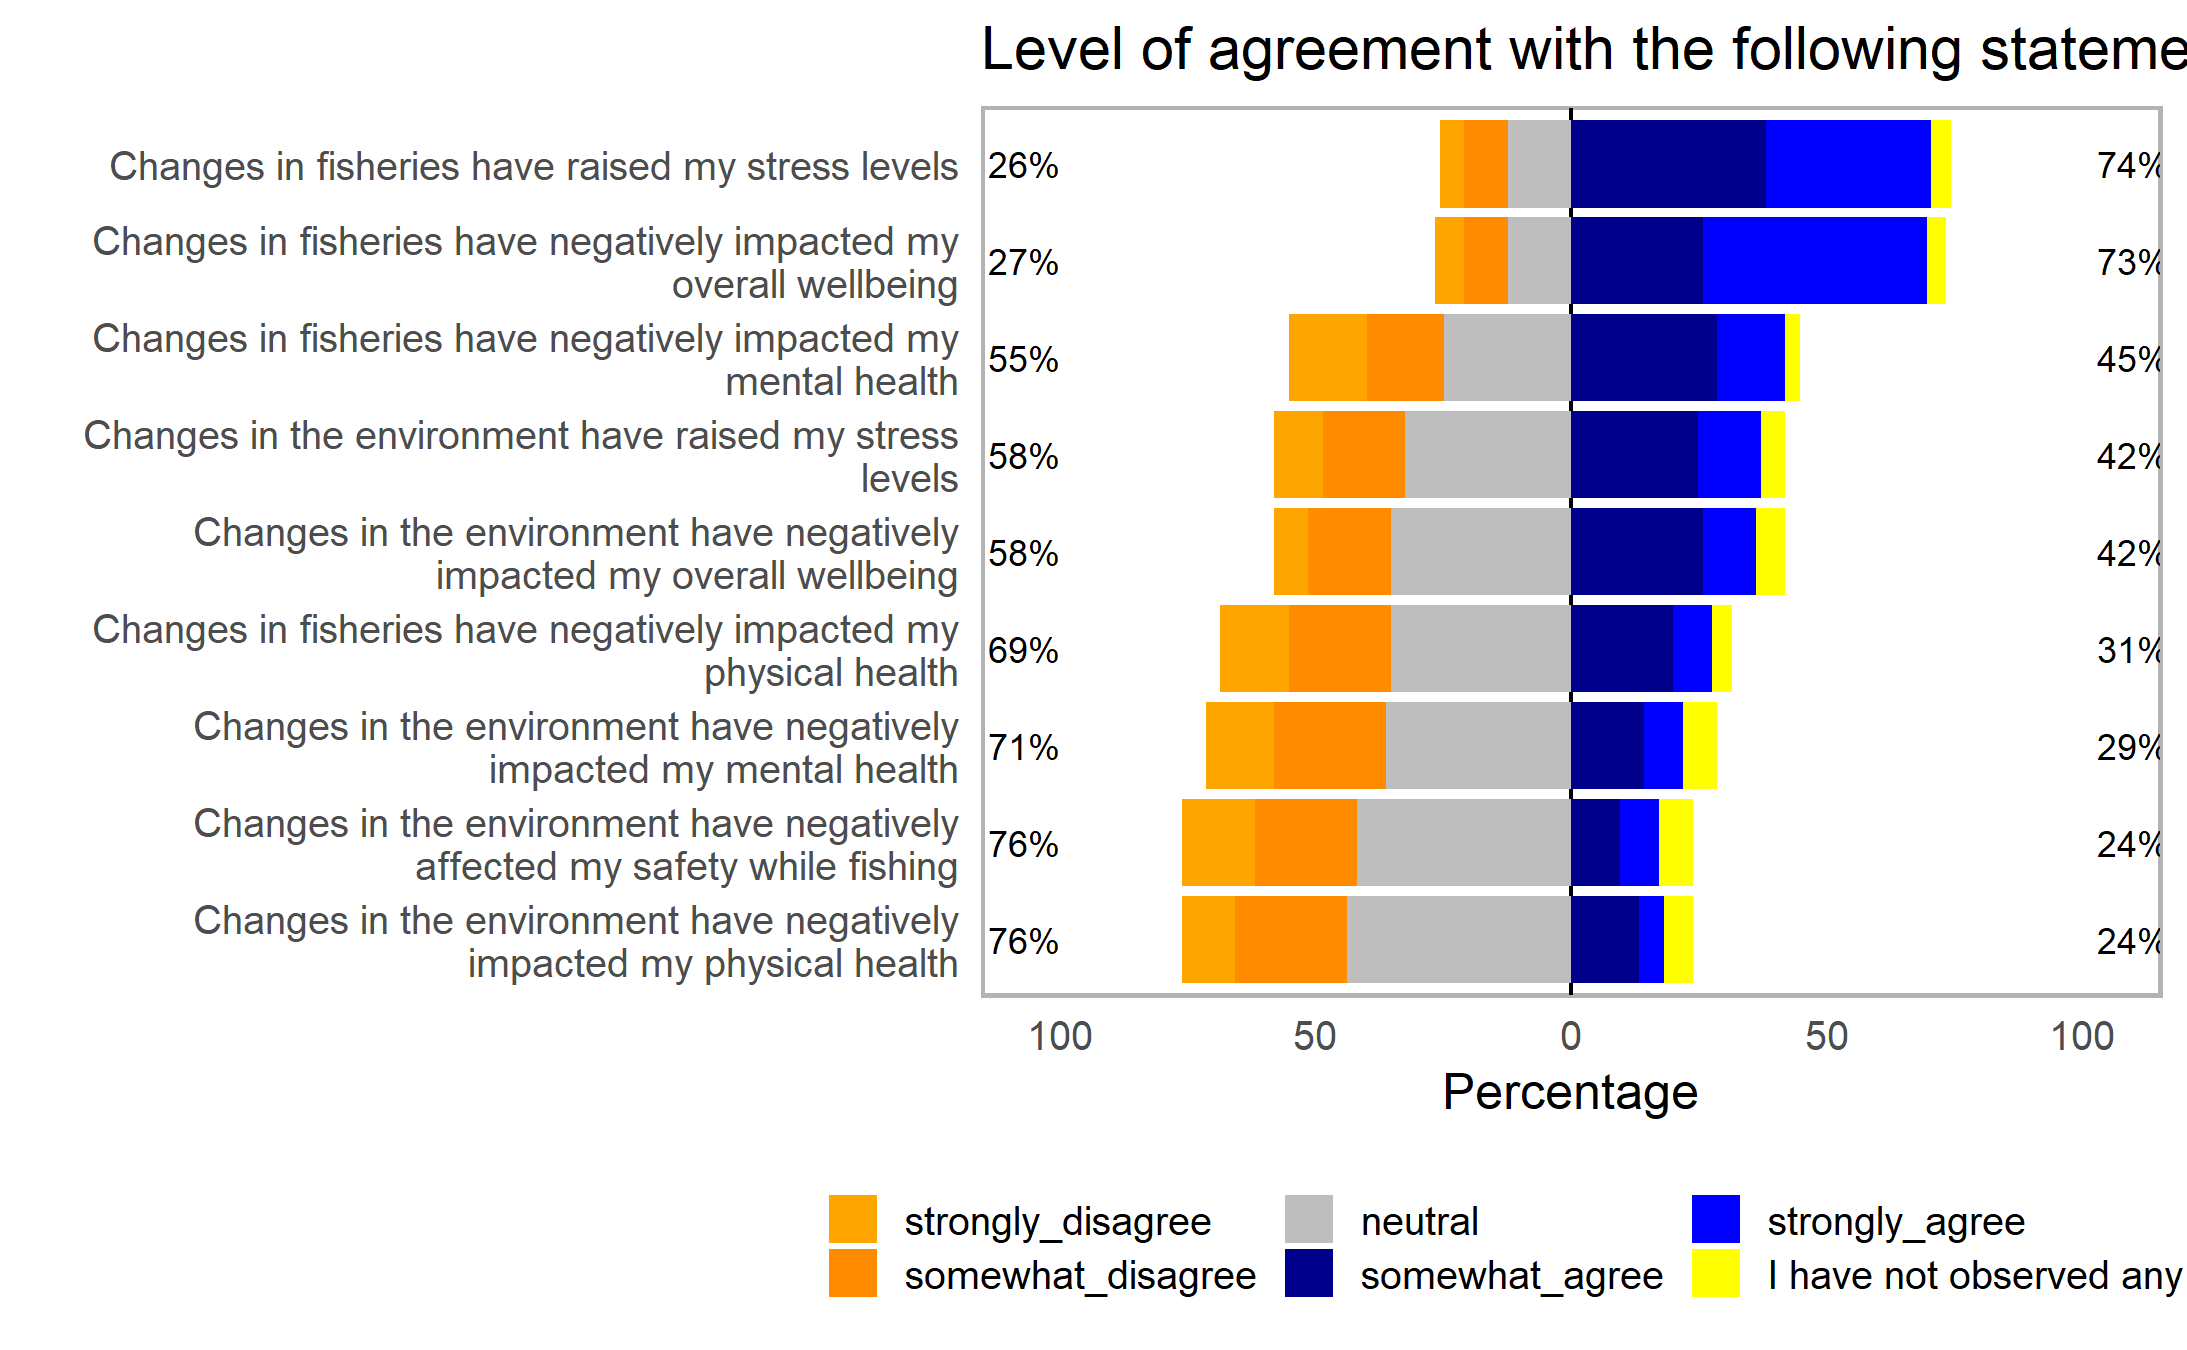 Level of agreement with the following stateme
Changes in fisheries have raised my stress levels
26%
74%
Changes in fisheries have negatively impacted my
overall wellbeing
27%
73%
Changes in fisheries have negatively impacted my
mental health
55%
45%
Changes in the environment have raised my stress
levels
58%
42%
Changes in the environment have negatively
impacted my overall wellbeing
58%
42%
Changes in fisheries have negatively impacted my
physical health
69%
31%
Changes in the environment have negatively
impacted my mental health
71%
29%
Changes in the environment have negatively
affected my safety while fishing
76%
24%
Changes in the environment have negatively
impacted my physical health
76%
24%
100 50 0 50 100
Percentage
strongly_disagree neutral strongly_agree
somewhat_disagree somewhat_agree I have not observed any